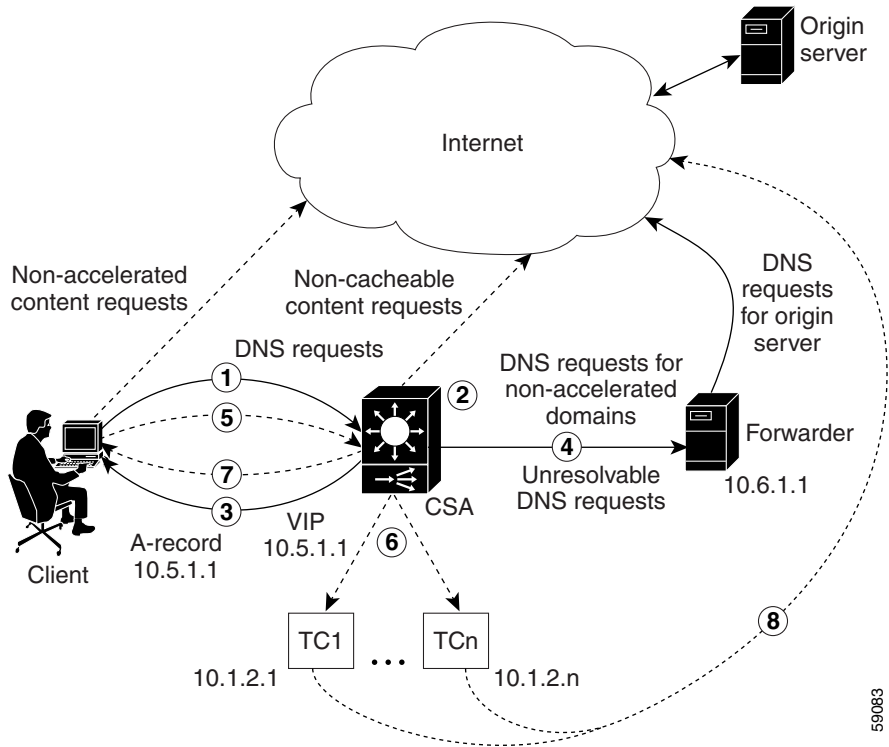 Origin
server
Internet
Non-accelerated
content requests
Non-cacheable
content requests
DNS
requests
for origin
server
DNS requests
1
2
DNS requests for
non-accelerated
domains
5
4
Forwarder
7
Unresolvable
DNS requests
10.6.1.1
3
CSA
VIP
10.5.1.1
A-record
10.5.1.1
6
Client
8
TC1
...
TCn
10.1.2.1
10.1.2.n
59083